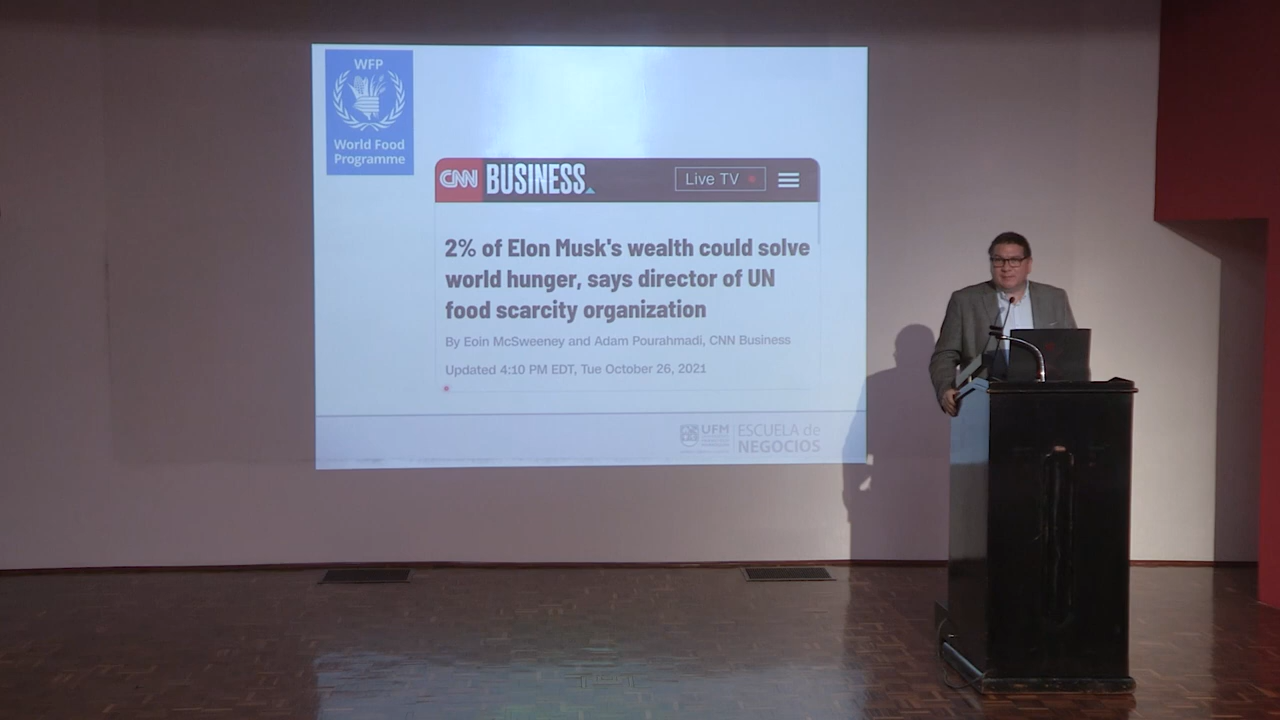 WFP
World Food
Programme
CNN BUSINESS
Live TV
2% of Elon Musk's wealth could solve
world hunger, says director of UN
food scarcity organization
By Eoin McSweeney and Adam Pourahmadi, CNN Business
Updated 4:10 PM EDT, Tue October 26, 2021
UFM
ESCUELA de
NEGOCIOS